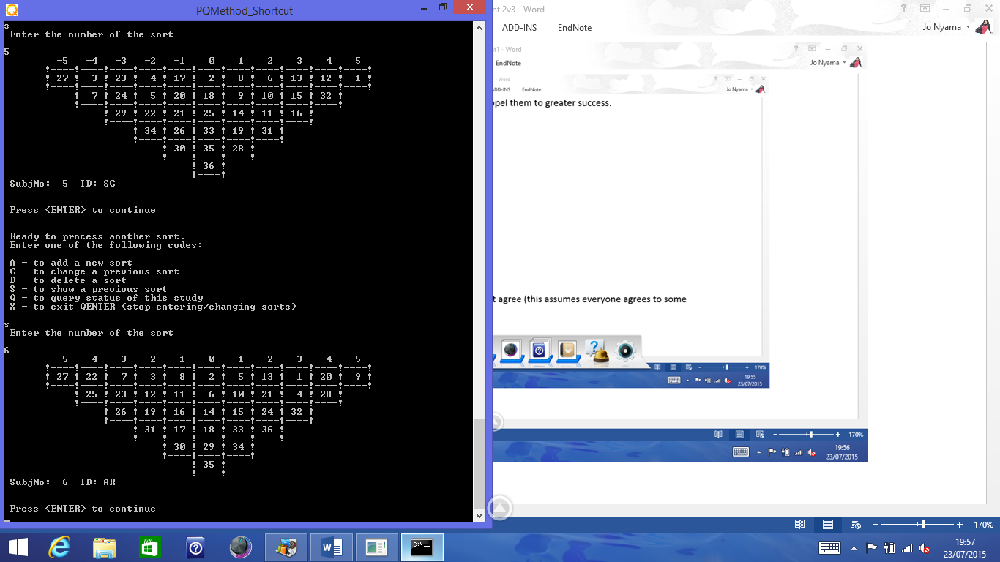 PQMethod_Shortcut
s
Enter the number of the sort
5
-5 -4 -3 -2 -1 0 1 2 3 4 5
!----!----!----!----!----!----!----!----!----!----!----!
! 27 ! 3 ! 23 ! 4 ! 17 ! 2 ! 8 ! 6 ! 13 ! 12 ! 1 !
!----!----!----!----!----!----!----!----!----!----!----!
! 7 ! 24 ! 5 ! 20 ! 18 ! 9 ! 10 ! 15 ! 32 !
!----!----!----!----!----!----!----!----!----!
! 29 ! 22 ! 21 ! 25 ! 14 ! 11 ! 16 !
!----!----!----!----!----!----!----!
! 34 ! 26 ! 33 ! 19 ! 31 !
!----!----!----!----!----!
! 30 ! 35 ! 28 !
!----!----!----!
! 36 !
!----!
SubjNo: 5 ID: SC
Press <ENTER> to continue
Ready to process another sort.
Enter one of the following codes:
A - to add a new sort
C - to change a previous sort
D - to delete a sort
S - to show a previous sort
Q - to query status of this study
X - to exit QENTER (stop entering/changing sorts)
s
Enter the number of the sort
6
-5 -4 -3 -2 -1 0 1 2 3 4 5
!----!----!----!----!----!----!----!----!----!----!----!
! 27 ! 22 ! 7 ! 3 ! 8 ! 2 ! 5 ! 13 ! 1 ! 20 ! 9 !
!----!----!----!----!----!----!----!----!----!----!----!
! 25 ! 23 ! 12 ! 11 ! 6 ! 10 ! 21 ! 4 ! 28 !
!----!----!----!----!----!----!----!----!----!
! 26 ! 19 ! 16 ! 14 ! 15 ! 24 ! 32 !
!----!----!----!----!----!----!----!
! 31 ! 17 ! 18 ! 33 ! 36 !
!----!----!----!----!----!
! 30 ! 29 ! 34 !
!----!----!----!
! 35 !
!----!
SubjNo: 6 ID: AR
Press <ENTER> to continue
nt 2v3 - Word
ADD-INS EndNote Jo Nyama
nt1 - Word
EndNote Jo Nyama
- Word
ADD-INS EndNote Jo Nyama
pel them to greater success.
t agree (this assumes everyone agrees to some
170%
19:55
23/07/2015
170%
19:56
23/07/2015
170%
C:\
19:57
23/07/2015